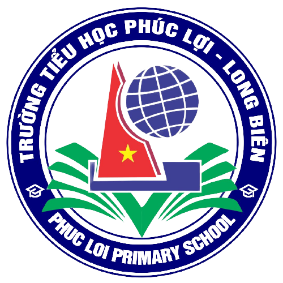 TRƯỜNG TIỂU HỌC PHÚC LỢI - LONG BIÊN
PHUC LOI PRIMARY SCHOOL